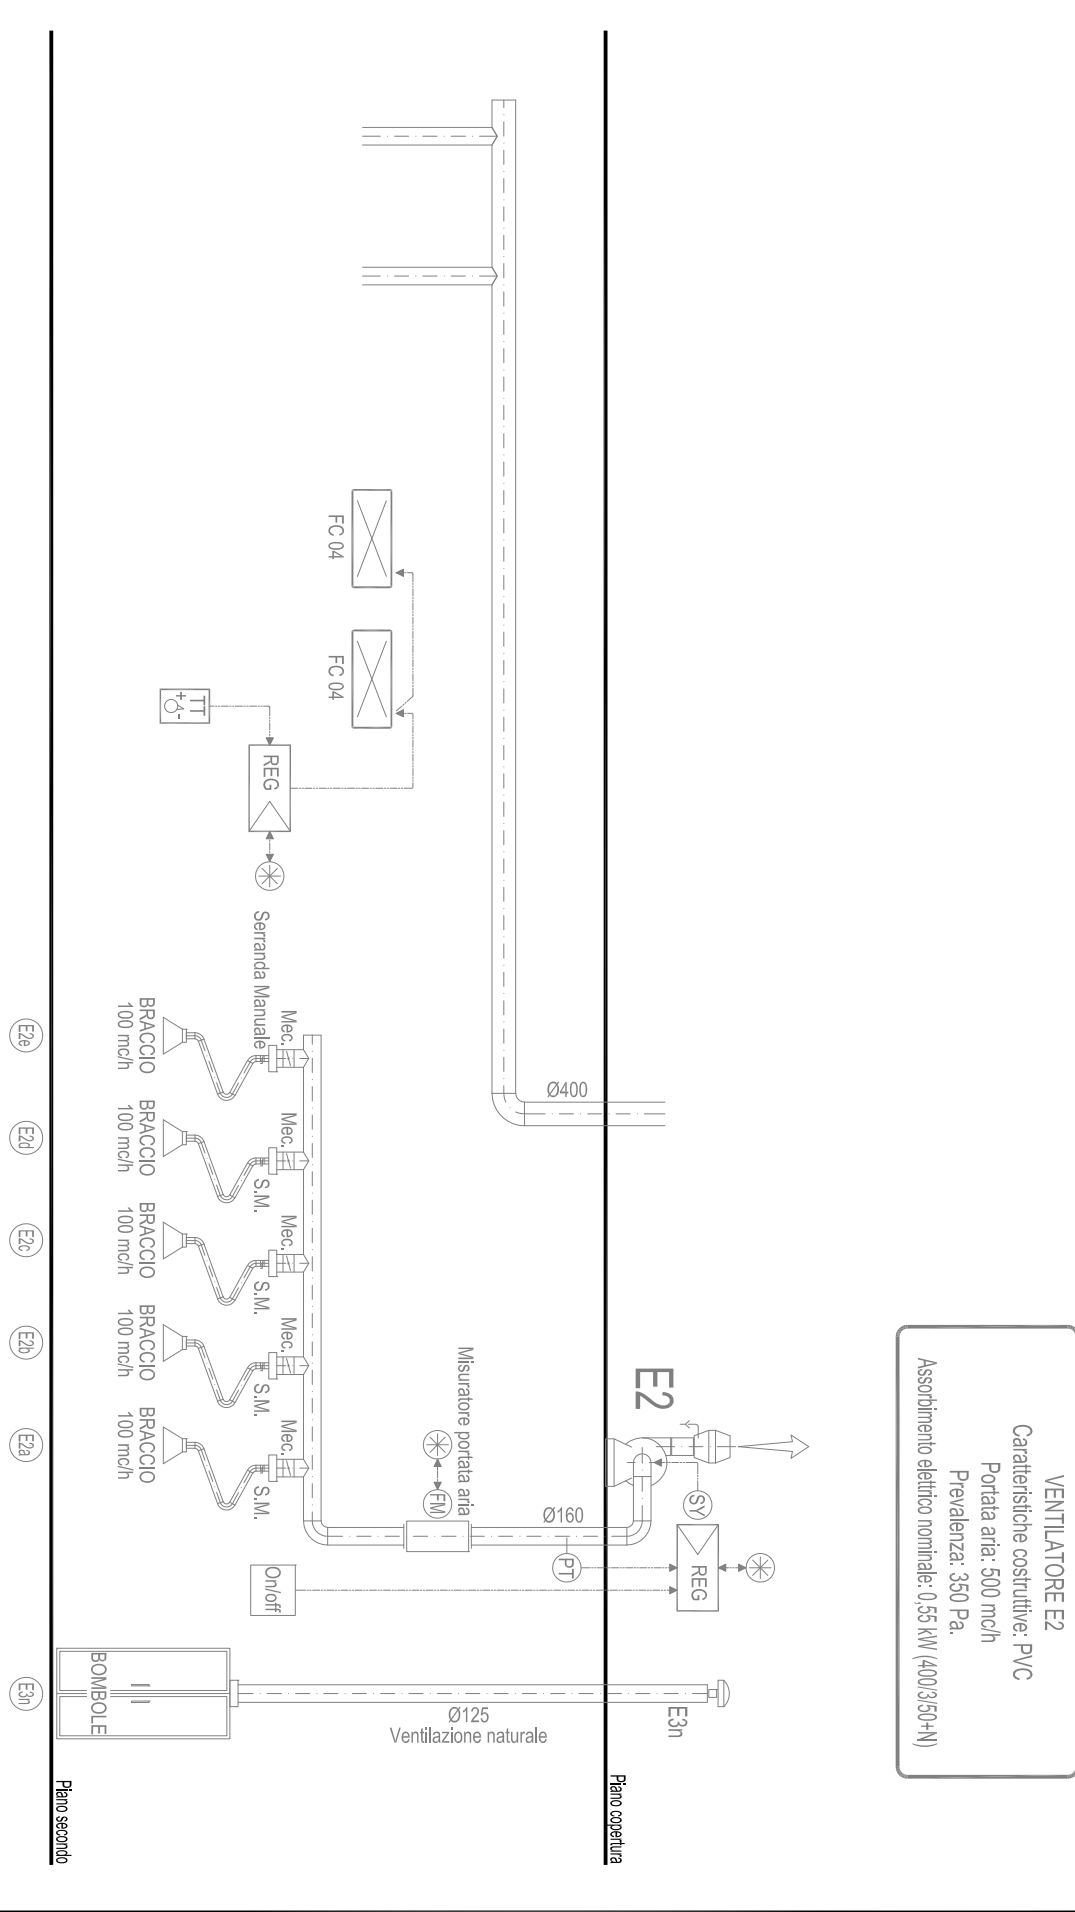 VENTILATORE E2
Caratteristiche costruttive: PVC
Portata aria: 500 mc/h
Prevalenza: 350 Pa.
Assorbimento elettrico nominale: 0,55 kW (400/3/50+N)
E2
SY
REG
E3n
Piano copertura
Ø400
Ø160
PT
Misuratore portata aria
FM
Ø125
Ventilazione naturale
FC 04
FC 04
TT
+ -
REG
On/off
Mec.
Mec.
Mec.
Mec.
Mec.
Serranda Manuale
S.M.
S.M.
S.M.
S.M.
BRACCIO
100 mc/h
BRACCIO
100 mc/h
BRACCIO
100 mc/h
BRACCIO
100 mc/h
BRACCIO
100 mc/h
BOMBOLE
Piano secondo
E2e
E2d
E2c
E2b
E2a
E3n